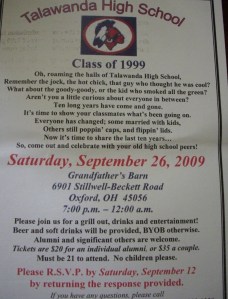 Talawanda High School
Class of 1999
Oh, roaming the halls of Talawanda High School,
Remember the jock, the hot chick, that guy who thought he was cool?
What about the goody-goody, or the kid who smoked all the green?
Aren't you a little curious about everyone in between?
Ten long years have come and gone.
It's time to show your classmates what's been going on.
Everyone has changed; some married with kids,
Others still poppin' caps, and flippin' lids.
Now it's time to share the last ten years...
So, come out and celebrate with your old high school peers!
Saturday, September 26, 2009
Grandfather's Barn
6901 Stillwell-Beckett Road
Oxford, OH 45056
7:00 p.m. – 12:00 a.m.
Please join us for a grill out, drinks and entertainment!
Beer and soft drinks will be provided, BYOB otherwise.
Alumni and significant others are welcome.
Tickets are $20 for an individual alumni or $35 a couple.
Must be 21 to attend. No children please.
Please R.S.V.P. by Saturday, September 12
by returning the response provided.
If you have any questions, please call